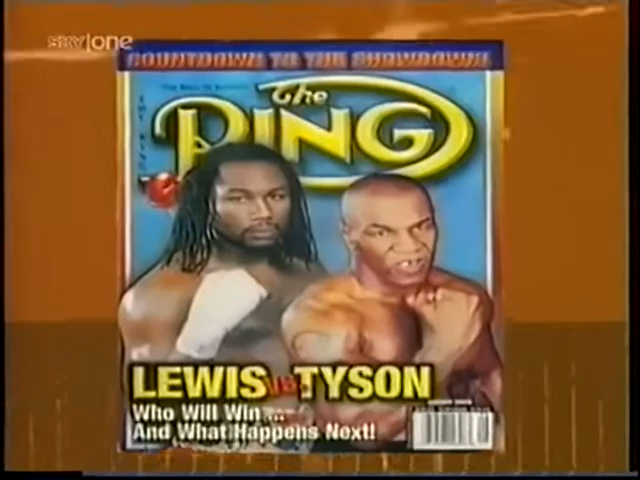 sky one
COUNTDOWN TO THE SHOWDOWN
The
RING
LEWIS VS. TYSON
Who Will Win...
And What Happens Next!